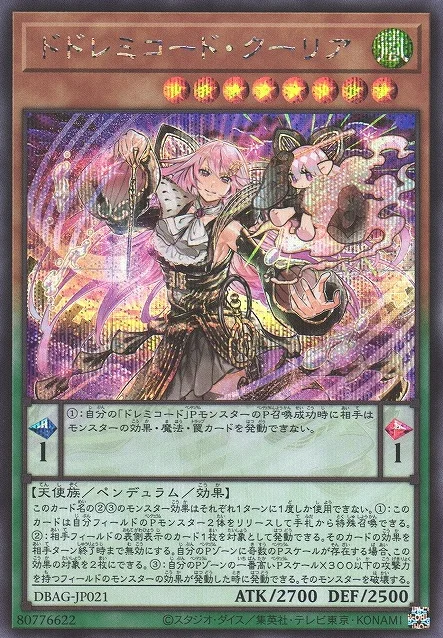 ドドレミコード・クーリア
風
①:自分の「ドレミコード」PモンスターのP召喚成功時に相手は
モンスターの効果・魔法・罠カードを発動できない。
1
1
【天使族/ペンデュラム/効果】
このカード名の②③のモンスター効果はそれぞれ1ターンに1度しか使用できない。①:この
カードは自分フィールドのPモンスター2体をリリースして手札から特殊召喚できる。
②:相手フィールドの表側表示のカード1枚を対象として発動できる。そのカードの効果を
ターン終了時まで無効にする。自分のPゾーンに奇数のPスケールが存在する場合、この
効果の対象を2枚にできる。③:自分のPゾーンの一番高いPスケール×300以下の攻撃力
を持つフィールドのモンスターの効果が発動した時に発動できる。そのモンスターを破壊する。
DBAG-JP021
ATK/2700 DEF/2500
80776622
©スタジオ・ダイス/集英社・テレビ東京・KONAMI